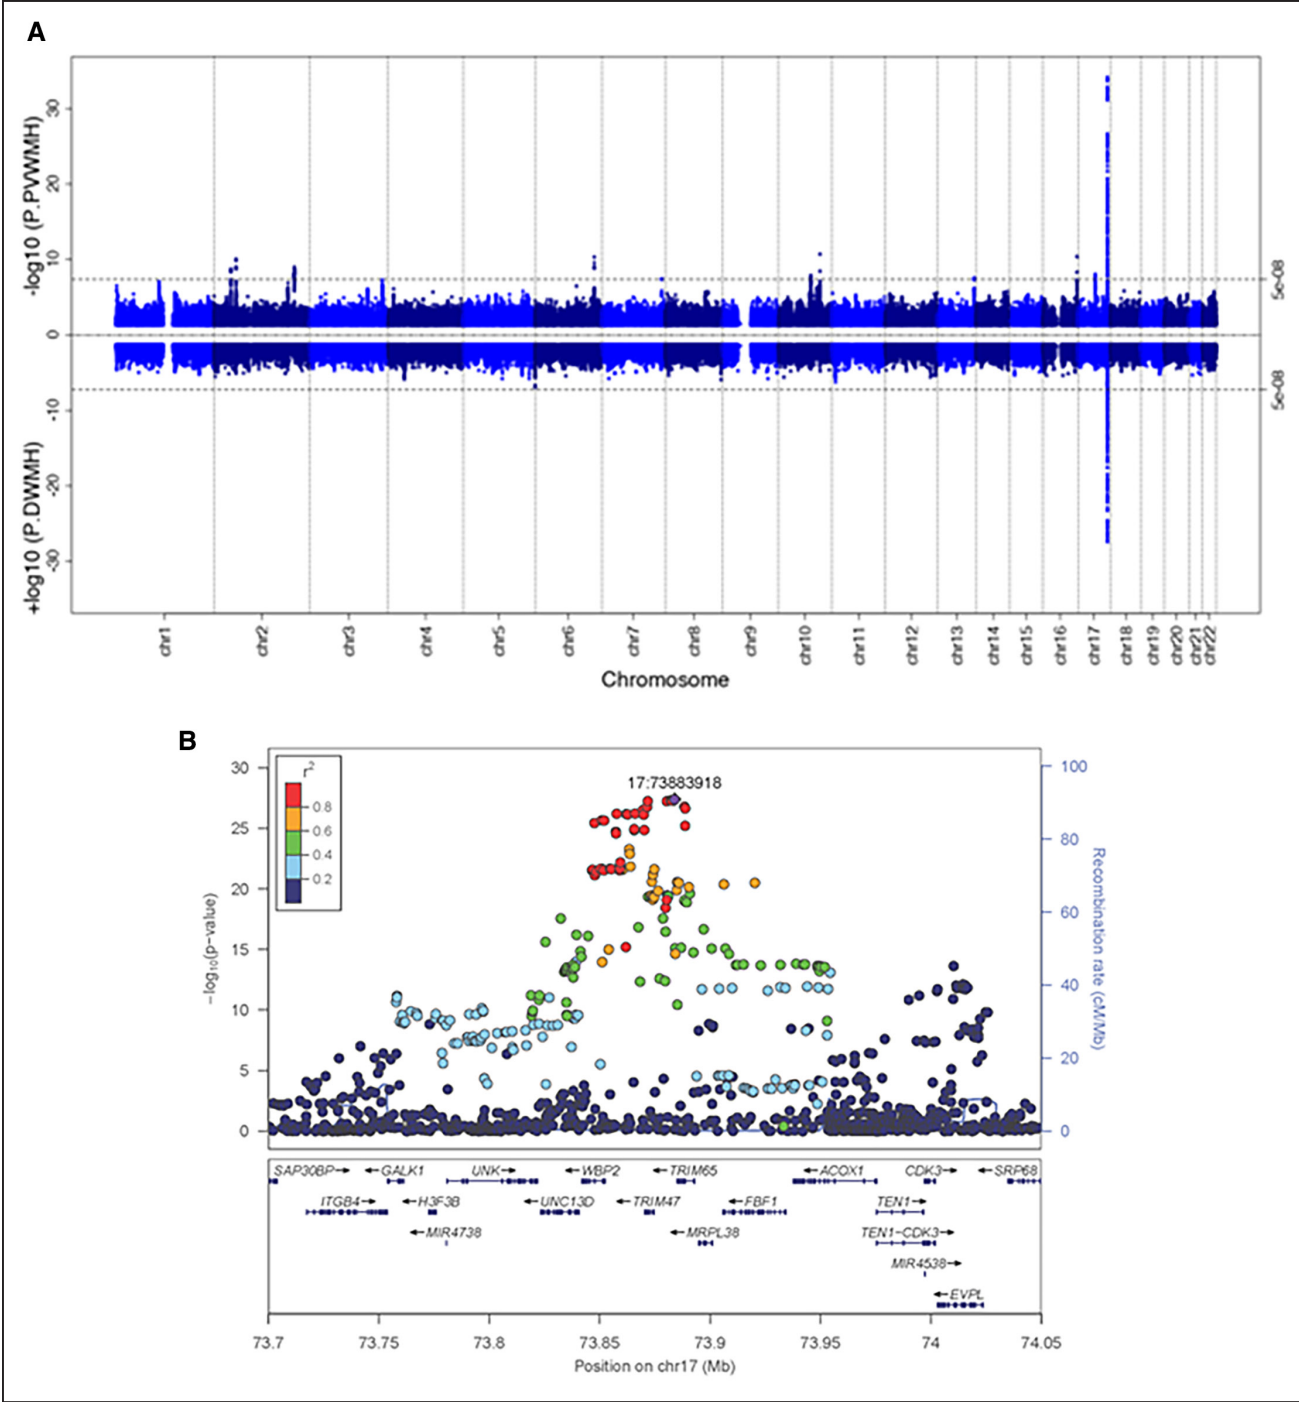 A
-log10 (P.PVWMH)
+log10 (P.DWMH)
30
20
10
0
-10
-20
-30
5e-08
5e-08
chr1 chr2 chr3 chr4 chr5 chr6 chr7 chr8 chr9 chr10 chr11 chr12 chr13 chr14 chr15 chr16 chr17 chr18 chr19 chr20 chr21 chr22
Chromosome
B
17:73883918
r2
0.8
0.6
0.4
0.2
−log10(p−value)
30
25
20
15
10
5
0
Recombination rate (cM/Mb)
100
80
60
40
20
0
SAP30BP→ ←GALK1 UNK→ ←WBP2 ←TRIM65 ←ACOX1 CDK3→ ←SRP68
ITGB4→ ←H3F3B ←UNC13D ←TRIM47 ←FBF1 TEN1→
←MIR4738 ←MRPL38 TEN1−CDK3→
MIR4538→
←EVPL
73.7 73.75 73.8 73.85 73.9 73.95 74 74.05
Position on chr17 (Mb)